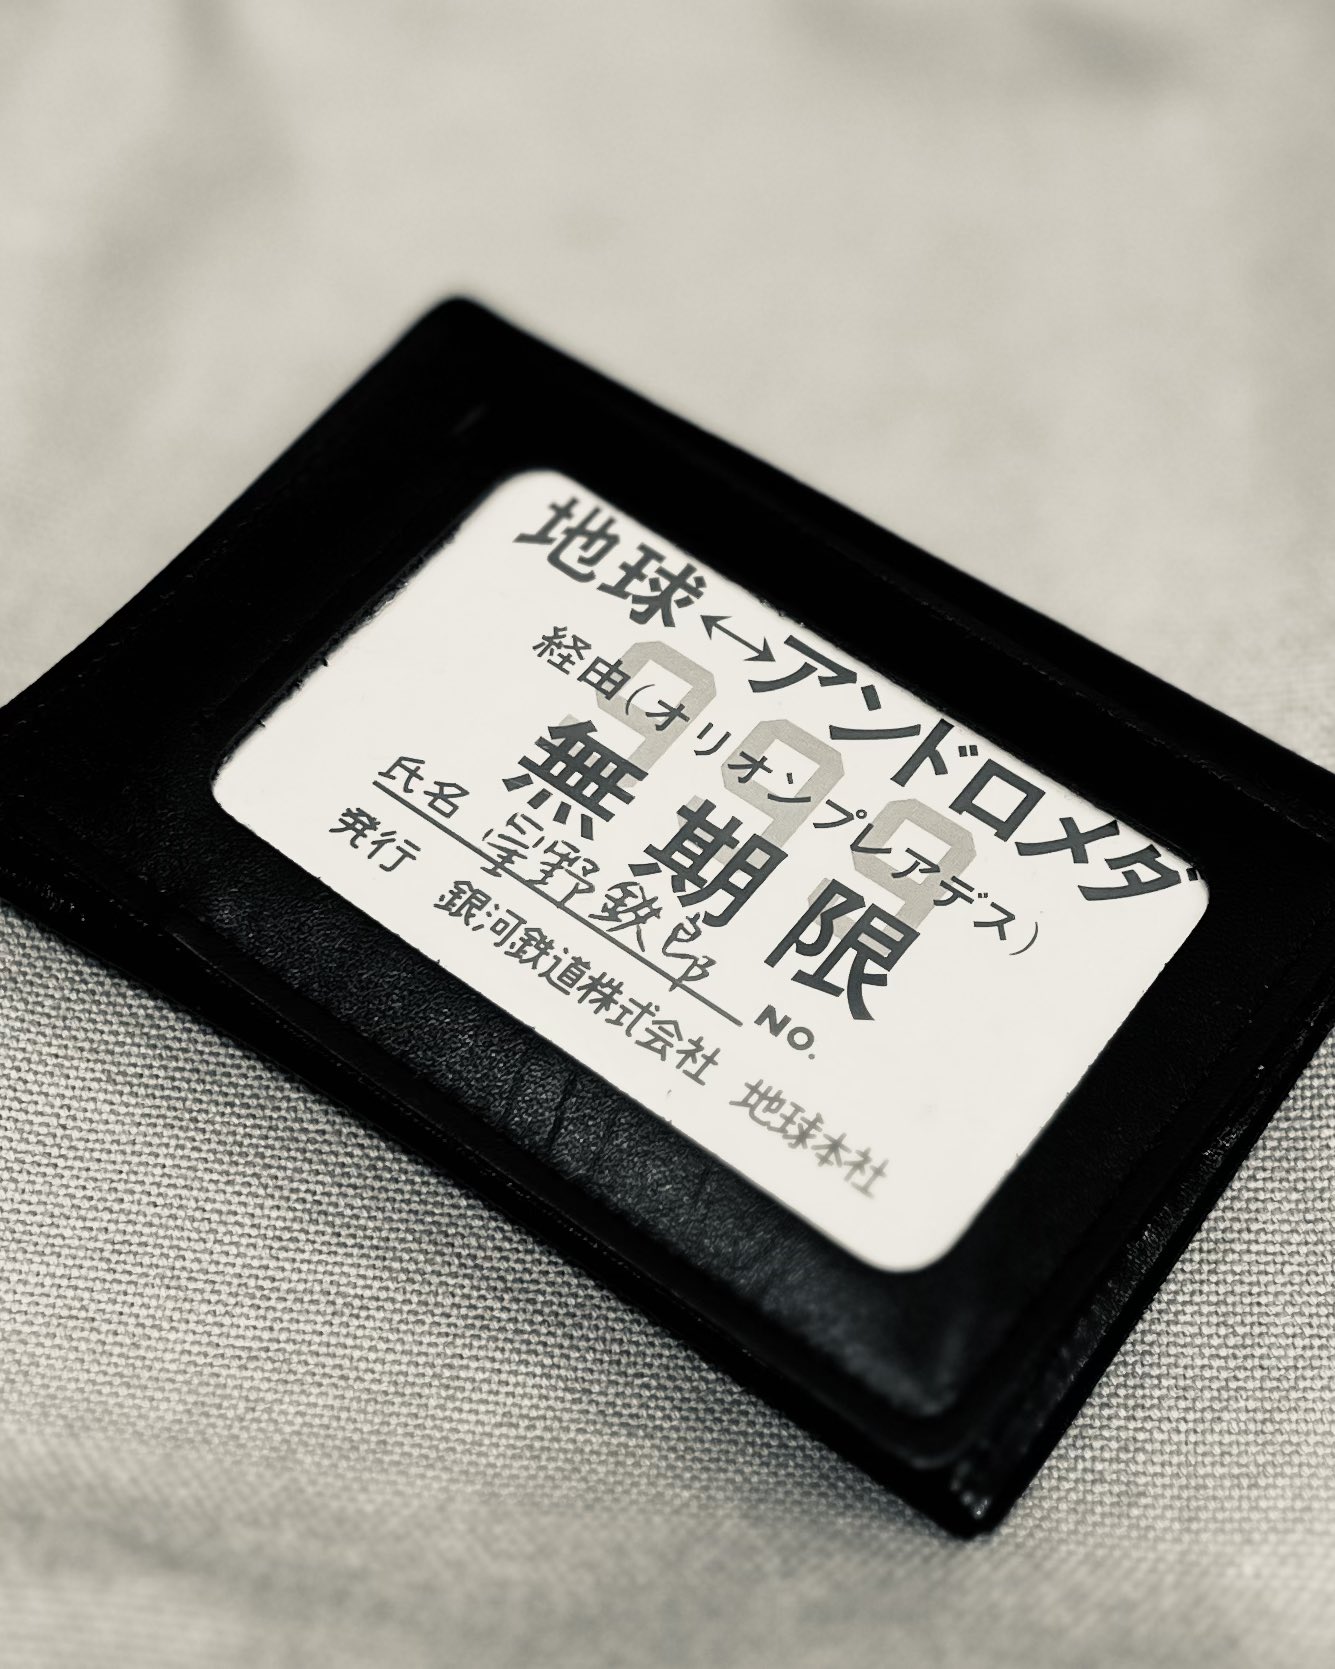 地球↔アンドロメダ
経由(オリオンプレアデス)
999
無期限
氏名 星野鉄郎 NO.
発行 銀河鉄道株式会社 地球本社